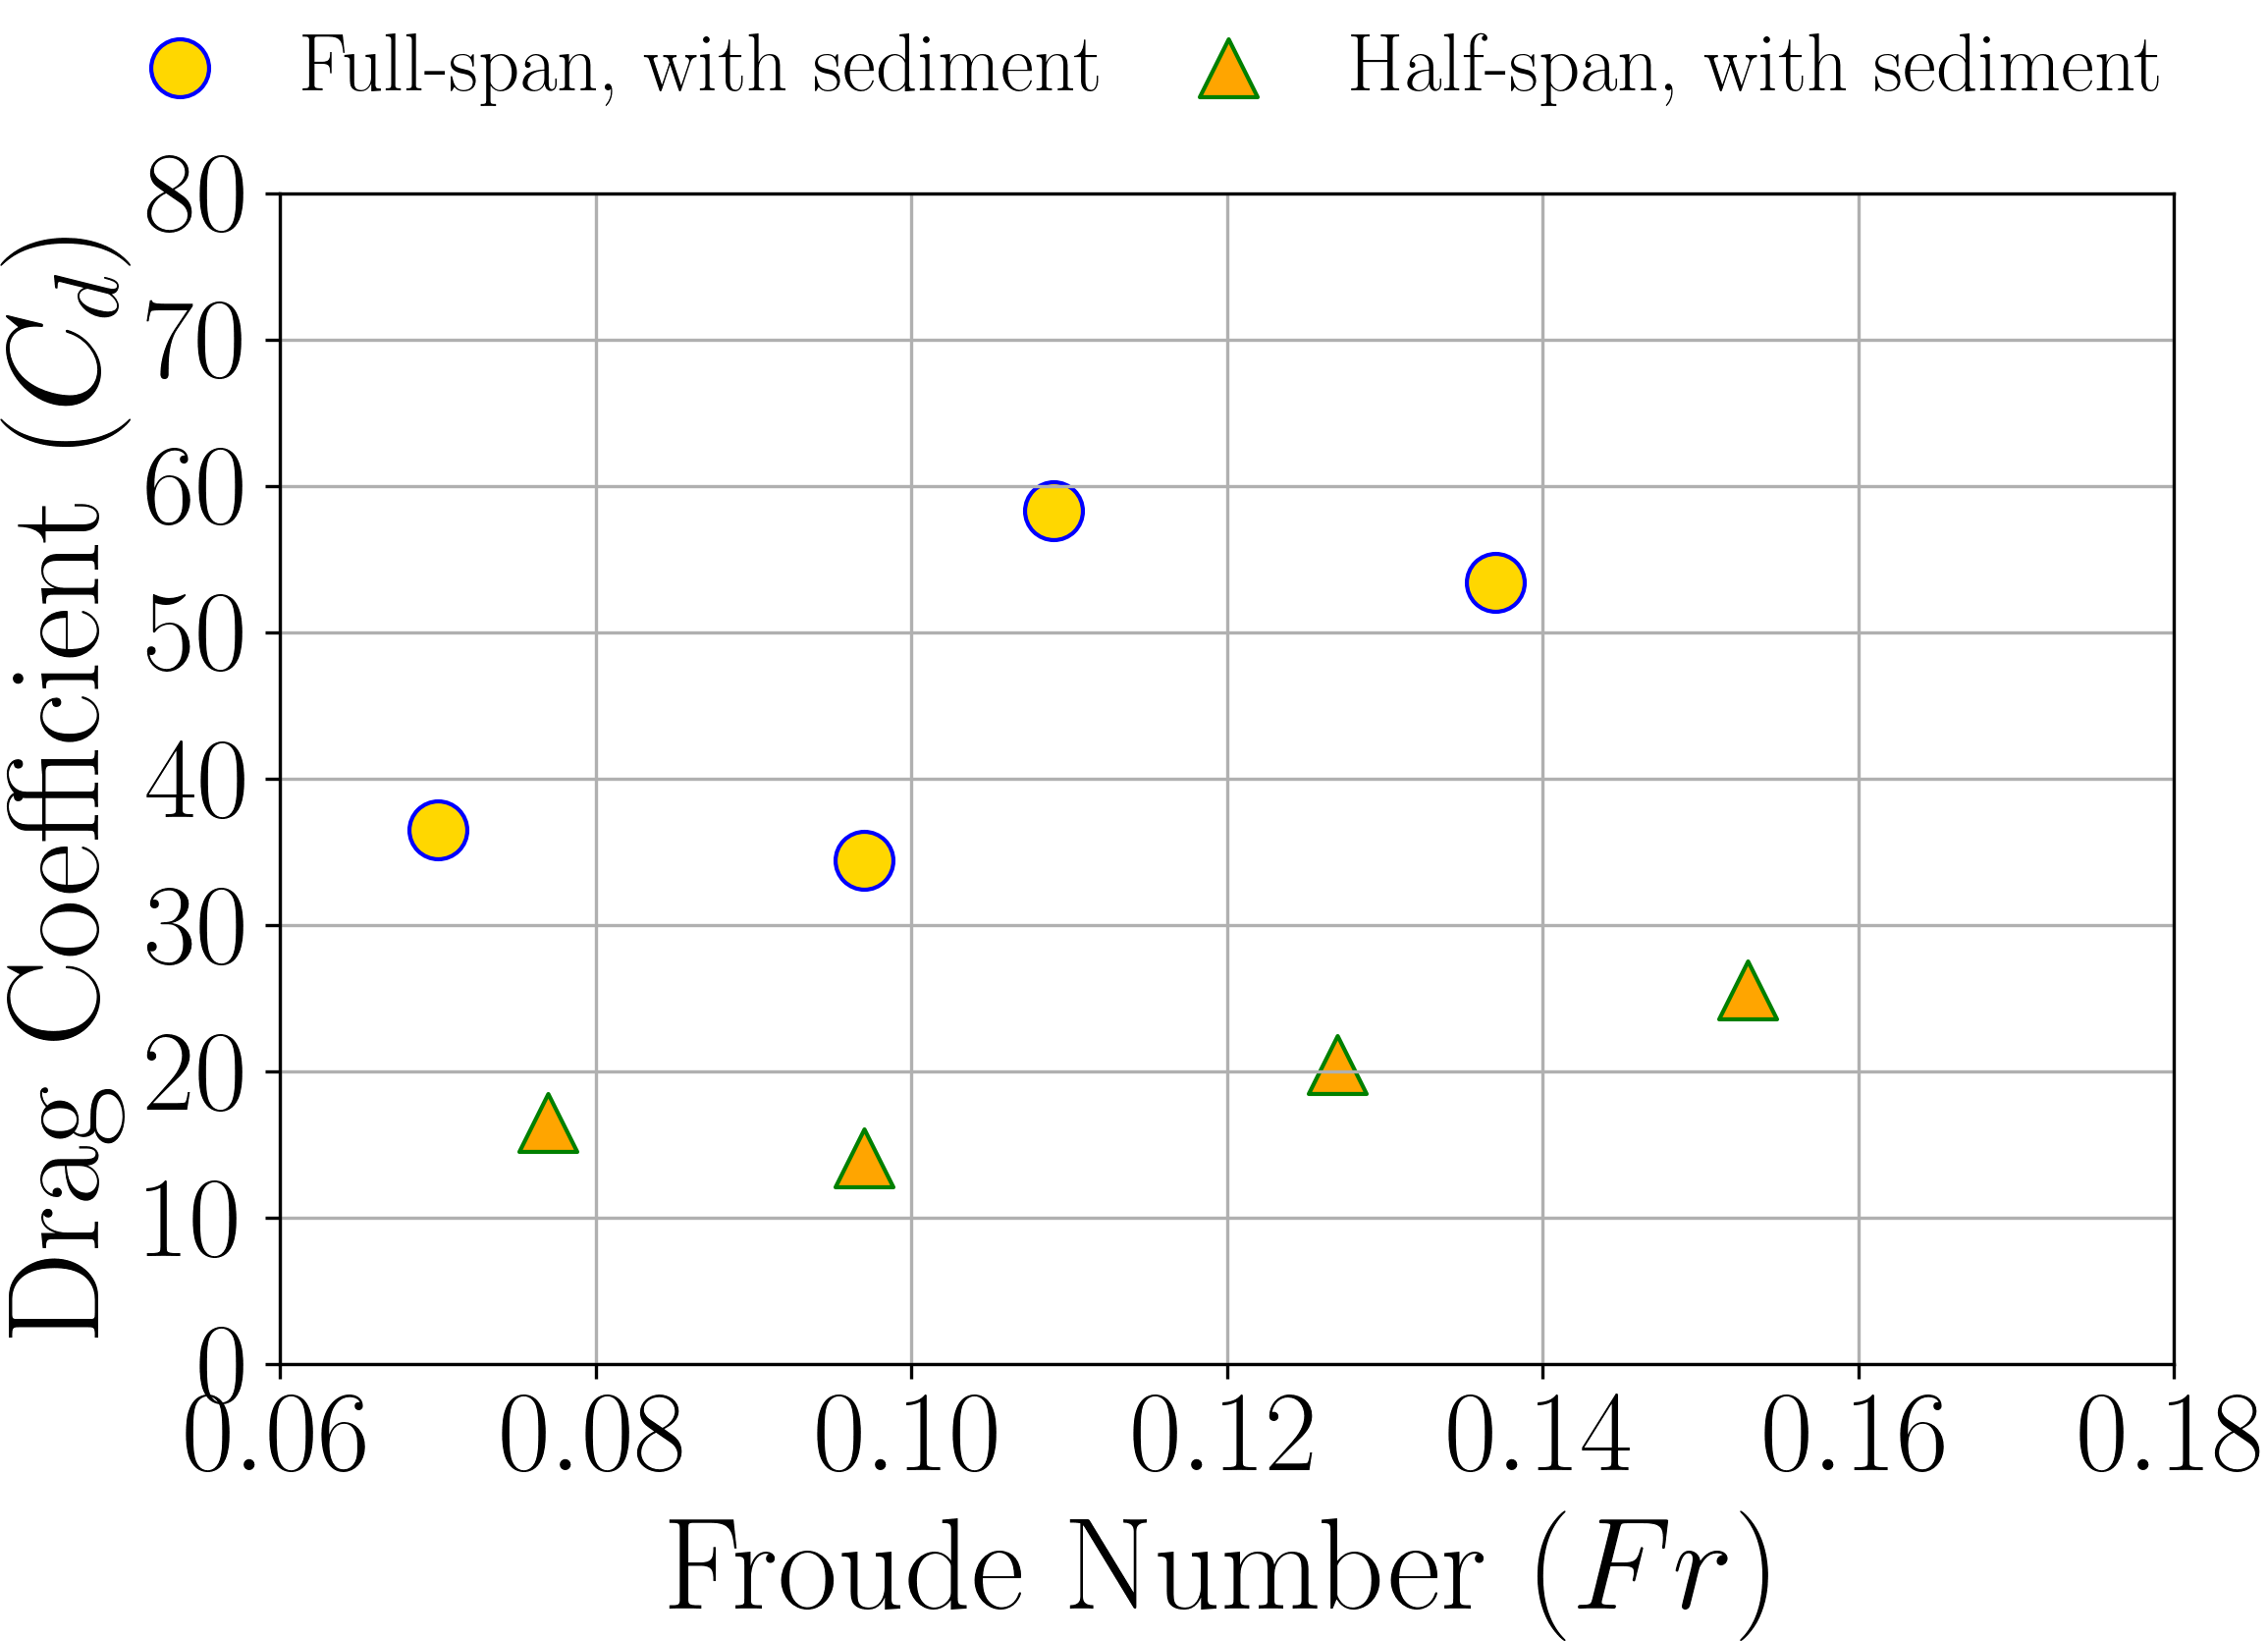 Full-span, with sediment Half-span, with sediment
Drag Coefficient (C_d)
80
70
60
50
40
30
20
10
0
0.06 0.08 0.10 0.12 0.14 0.16 0.18
Froude Number (Fr)